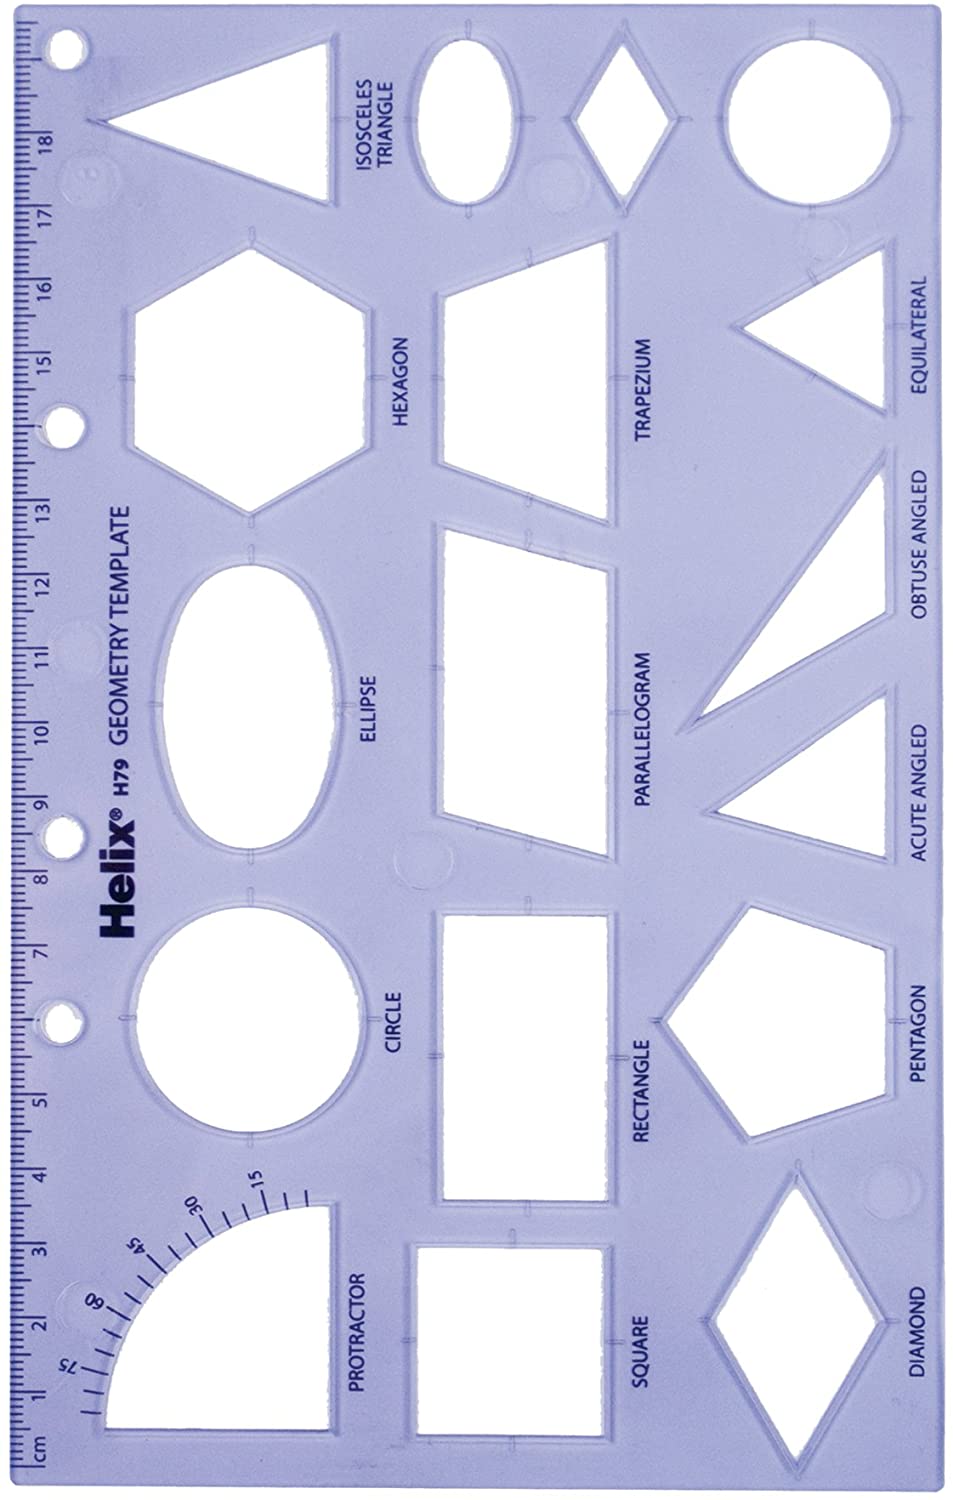 cm 1 2 3 4 5 7 8 9 10 11 12 13 15 16 17 18
Helix® H79 GEOMETRY TEMPLATE
75 60 45 30 15
PROTRACTOR
CIRCLE
ELLIPSE
HEXAGON
ISOSCELES
TRIANGLE
SQUARE
RECTANGLE
PARALLELOGRAM
TRAPEZIUM
DIAMOND
PENTAGON
ACUTE ANGLED
OBTUSE ANGLED
EQUILATERAL